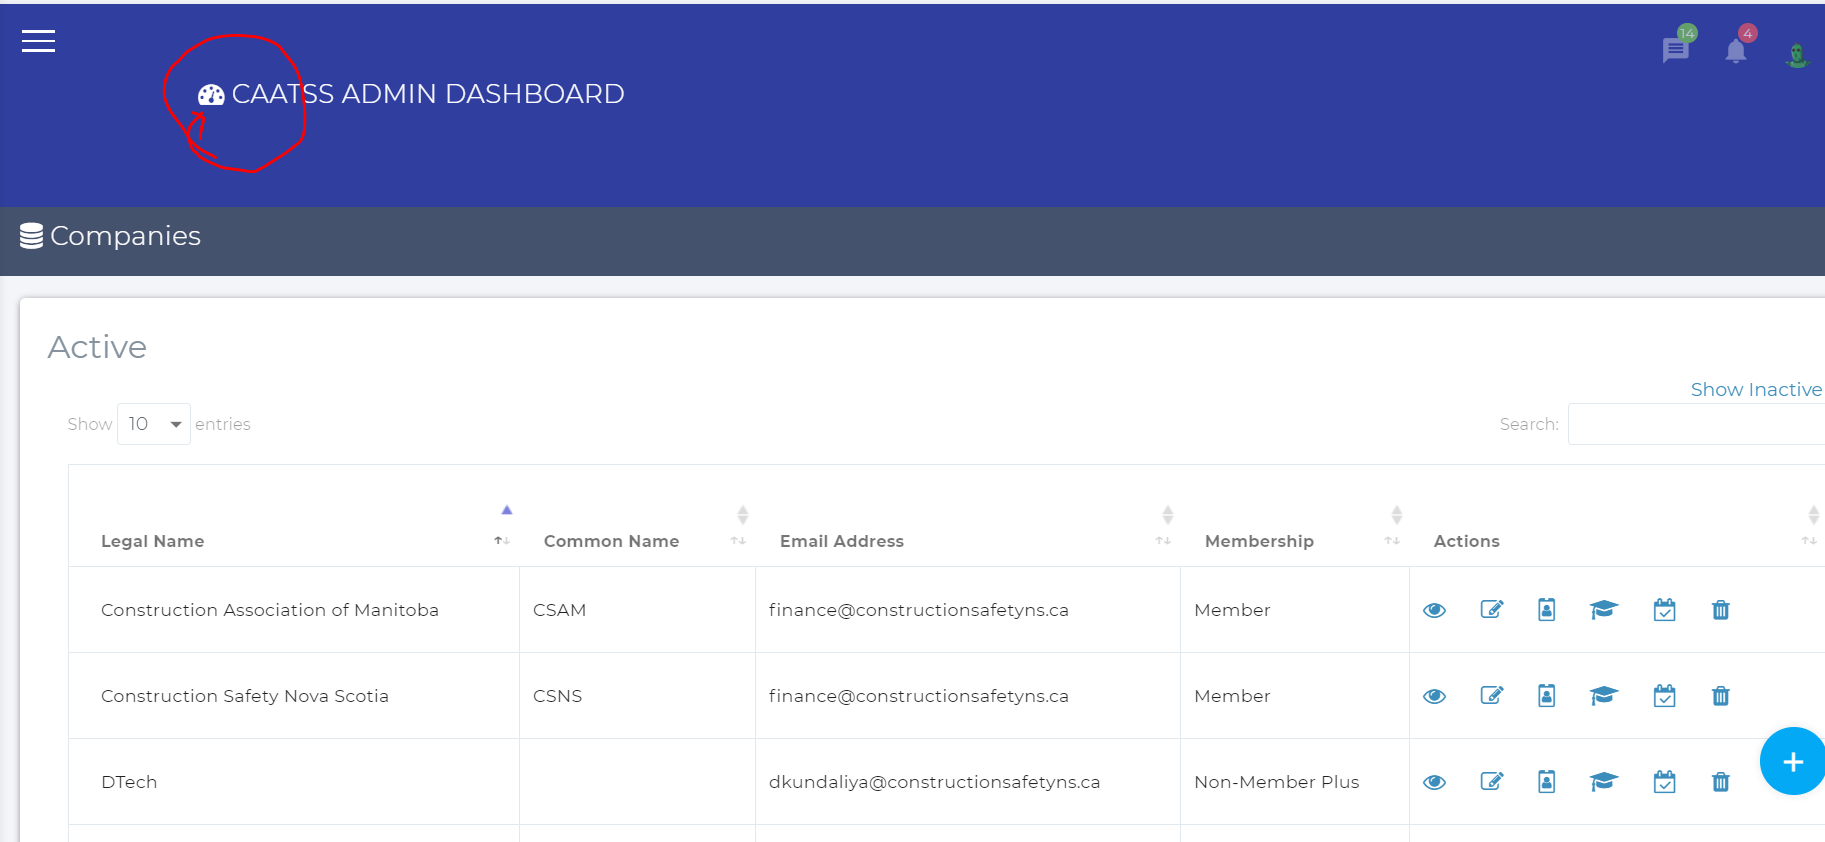 14
4
CAATSS ADMIN DASHBOARD
Companies
Active
Show Inactive
Show 10 entries
Search:
Legal Name Common Name Email Address Membership Actions
Construction Association of Manitoba CSAM finance@constructionsafetyns.ca Member
Construction Safety Nova Scotia CSNS finance@constructionsafetyns.ca Member
DTech dkundaliya@constructionsafetyns.ca Non-Member Plus
+